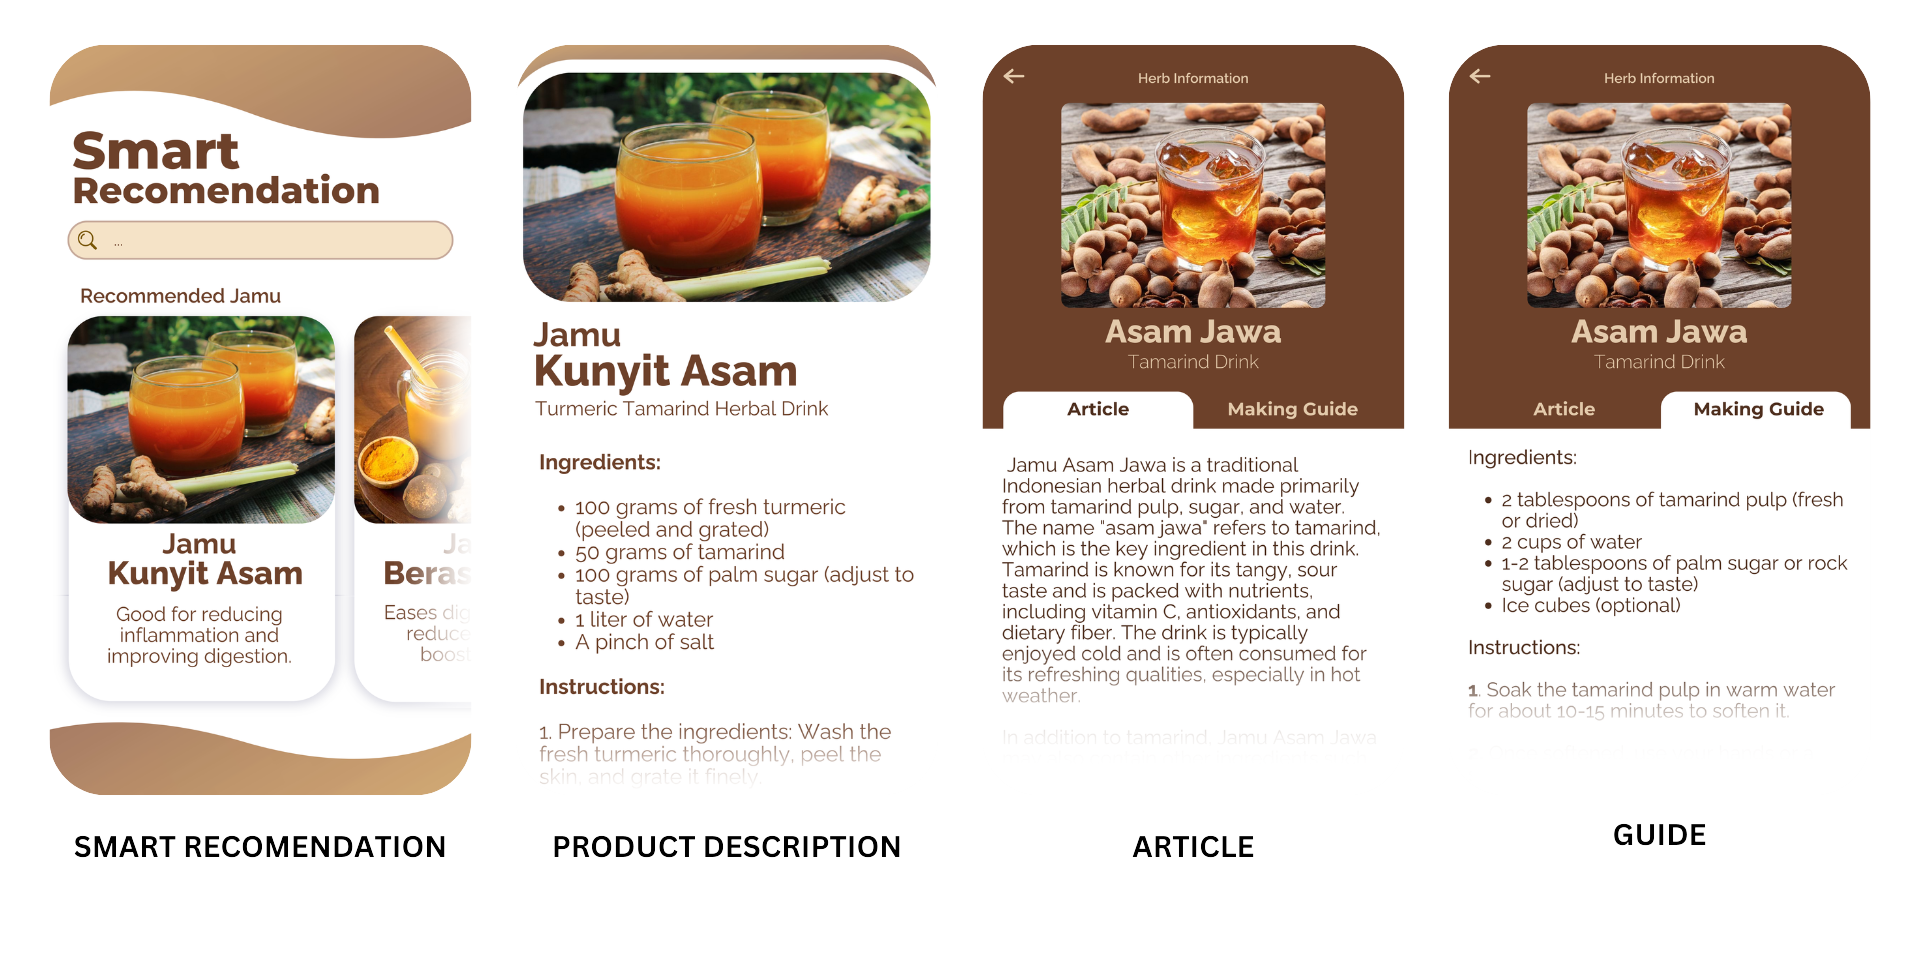 Smart
Recomendation
...
Recommended Jamu
Jamu
Kunyit Asam
Good for reducing
inflammation and
improving digestion.
Ja
Beras
Eases dig
reduce
boost
SMART RECOMENDATION
Jamu
Kunyit Asam
Turmeric Tamarind Herbal Drink
Ingredients:
• 100 grams of fresh turmeric
(peeled and grated)
• 50 grams of tamarind
• 100 grams of palm sugar (adjust to
taste)
• 1 liter of water
• A pinch of salt
Instructions:
1. Prepare the ingredients: Wash the
fresh turmeric thoroughly, peel the
skin, and grate it finely.
PRODUCT DESCRIPTION
Herb Information
Asam Jawa
Tamarind Drink
Article
Making Guide
Jamu Asam Jawa is a traditional
Indonesian herbal drink made primarily
from tamarind pulp, sugar, and water.
The name "asam jawa" refers to tamarind,
which is the key ingredient in this drink.
Tamarind is known for its tangy, sour
taste and is packed with nutrients,
including vitamin C, antioxidants, and
dietary fiber. The drink is typically
enjoyed cold and is often consumed for
its refreshing qualities, especially in hot
weather.
In addition to tamarind, Jamu Asam Jawa
ARTICLE
Herb Information
Asam Jawa
Tamarind Drink
Article
Making Guide
Ingredients:
• 2 tablespoons of tamarind pulp (fresh
or dried)
• 2 cups of water
• 1-2 tablespoons of palm sugar or rock
sugar (adjust to taste)
• Ice cubes (optional)
Instructions:
1. Soak the tamarind pulp in warm water
for about 10-15 minutes to soften it.
GUIDE